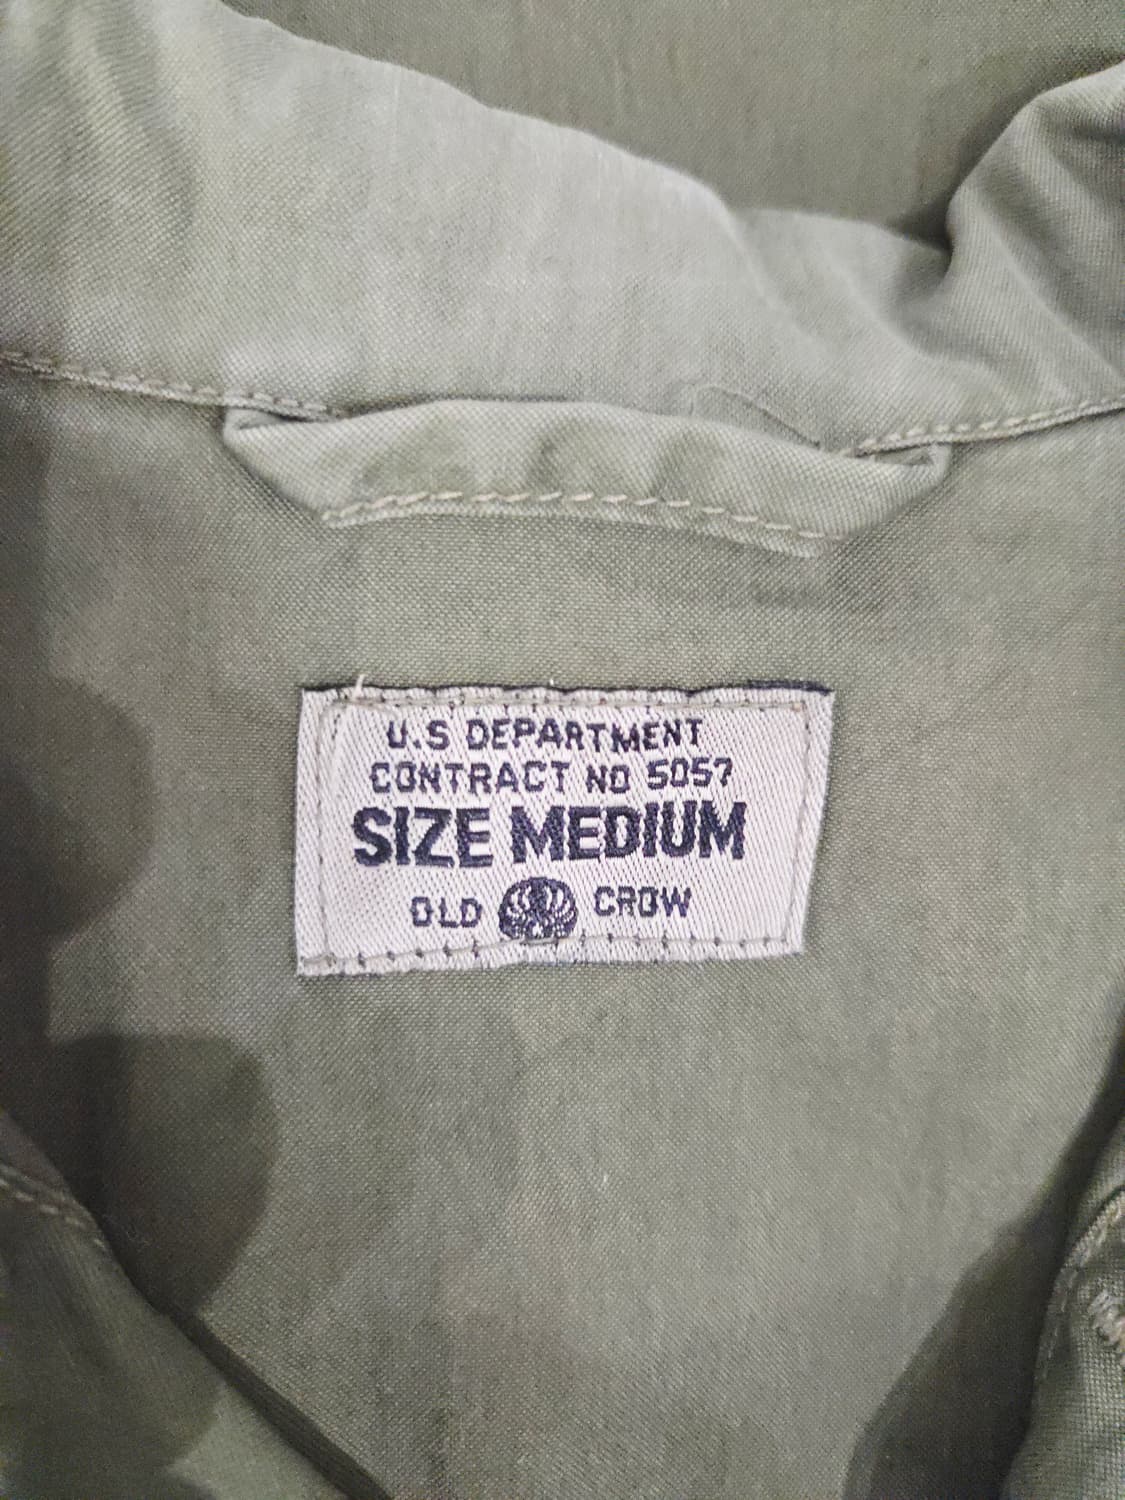 U.S DEPARTMENT
CONTRACT NO 5057
SIZE MEDIUM
OLD CROW